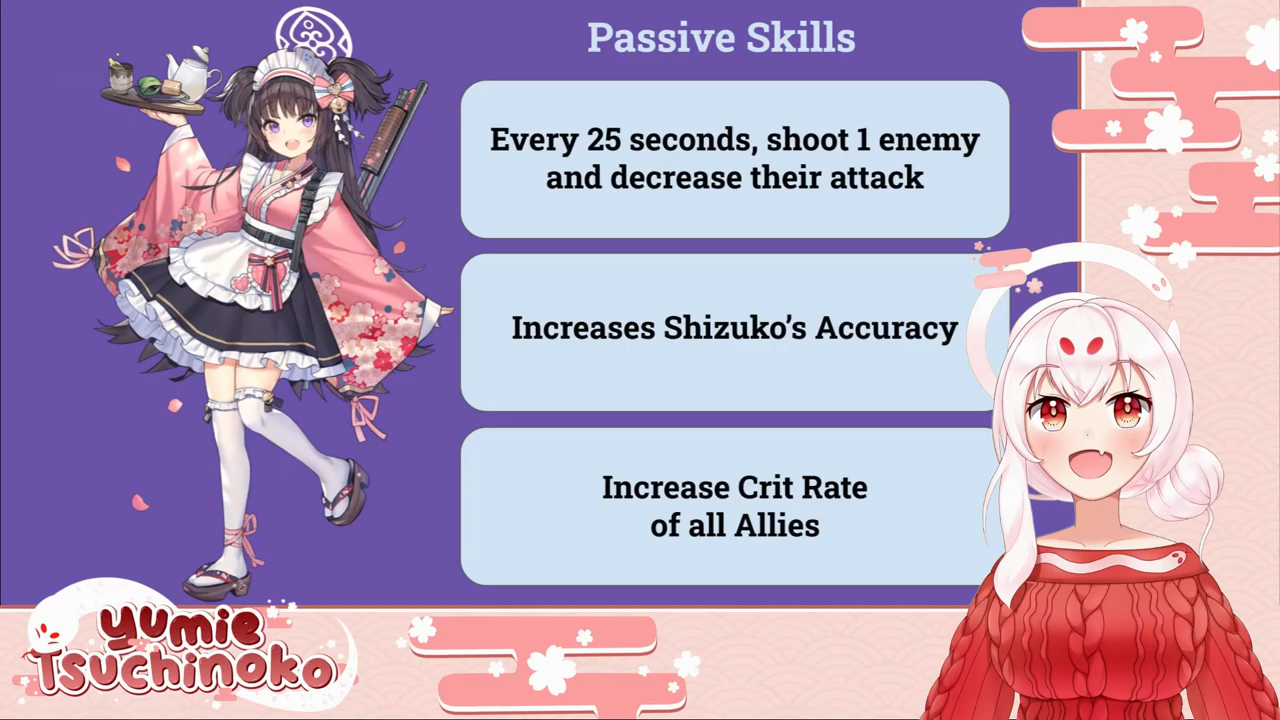 Passive Skills
Every 25 seconds, shoot 1 enemy
and decrease their attack
Increases Shizuko’s Accuracy
Increase Crit Rate
of all Allies
yumie
Tsuchinoko